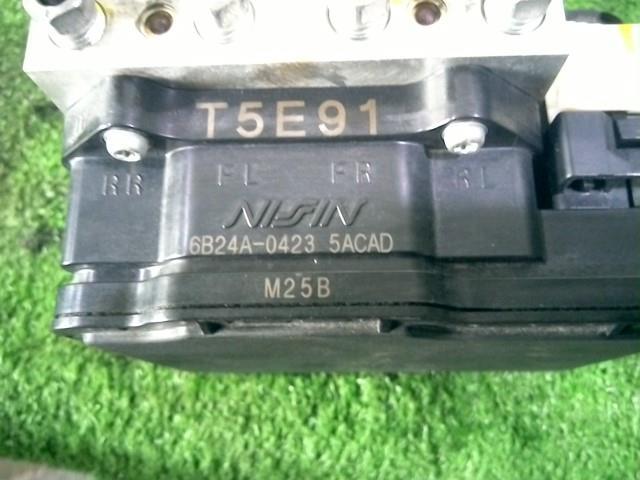 T5E91
RR FL FR RL
NISSIN
6B24A-0423 5ACAD
M25B